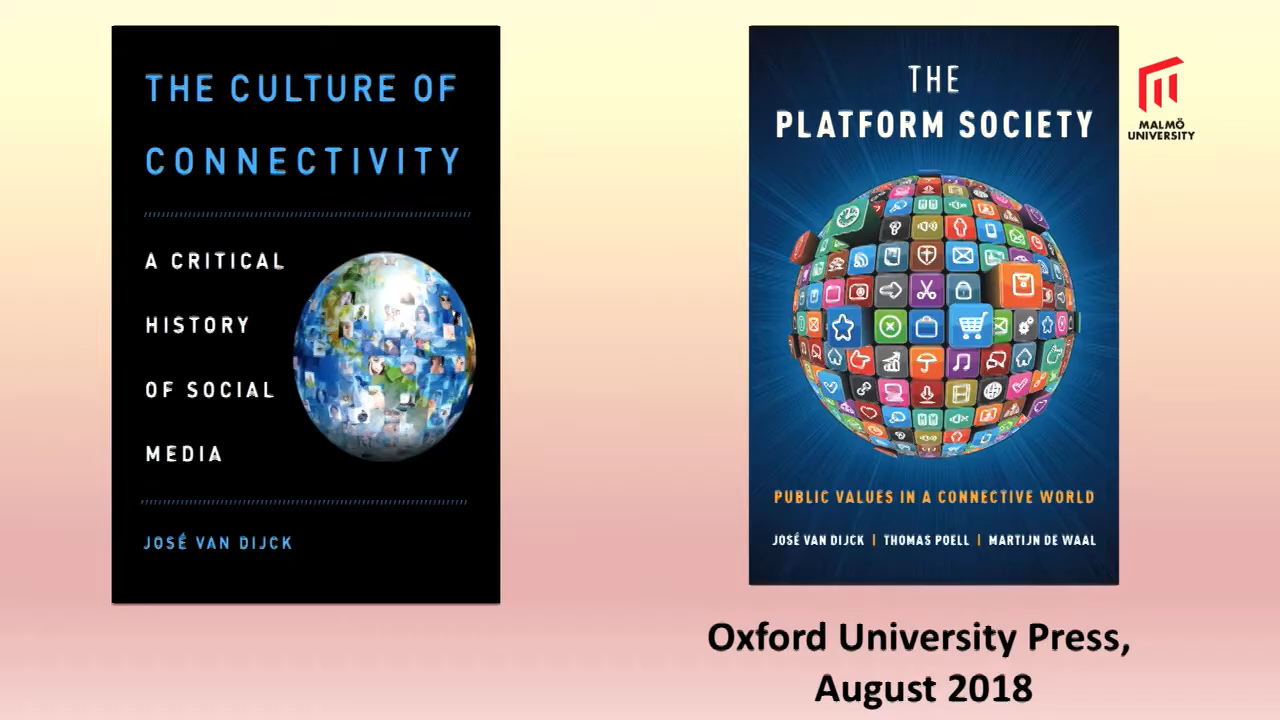 THE CULTURE OF
CONNECTIVITY
A CRITICAL
HISTORY
OF SOCIAL
MEDIA
JOSÉ VAN DIJCK
THE
PLATFORM SOCIETY
PUBLIC VALUES IN A CONNECTIVE WORLD
JOSÉ VAN DIJCK | THOMAS POELL | MARTIJN DE WAAL
MALMÖ
UNIVERSITY
Oxford University Press,
August 2018